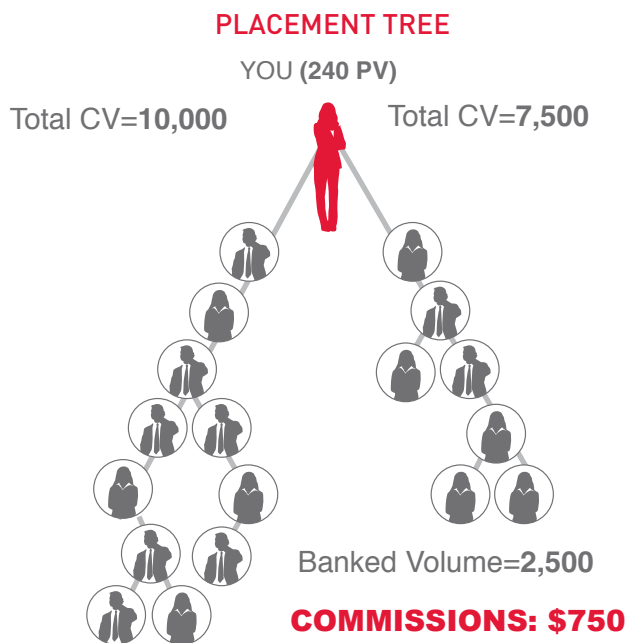 PLACEMENT TREE
YOU (240 PV)
Total CV=10,000
Total CV=7,500
Banked Volume=2,500
COMMISSIONS: $750